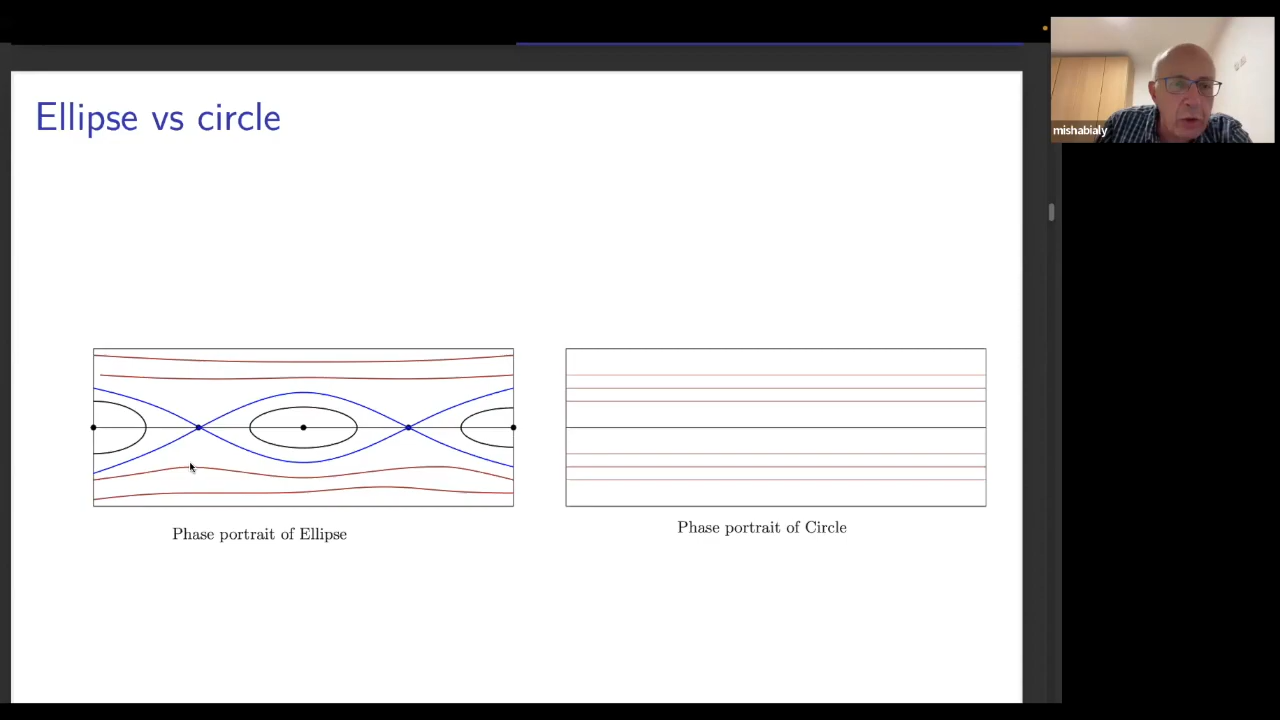 Ellipse vs circle
mishabialy
Phase portrait of Ellipse
Phase portrait of Circle